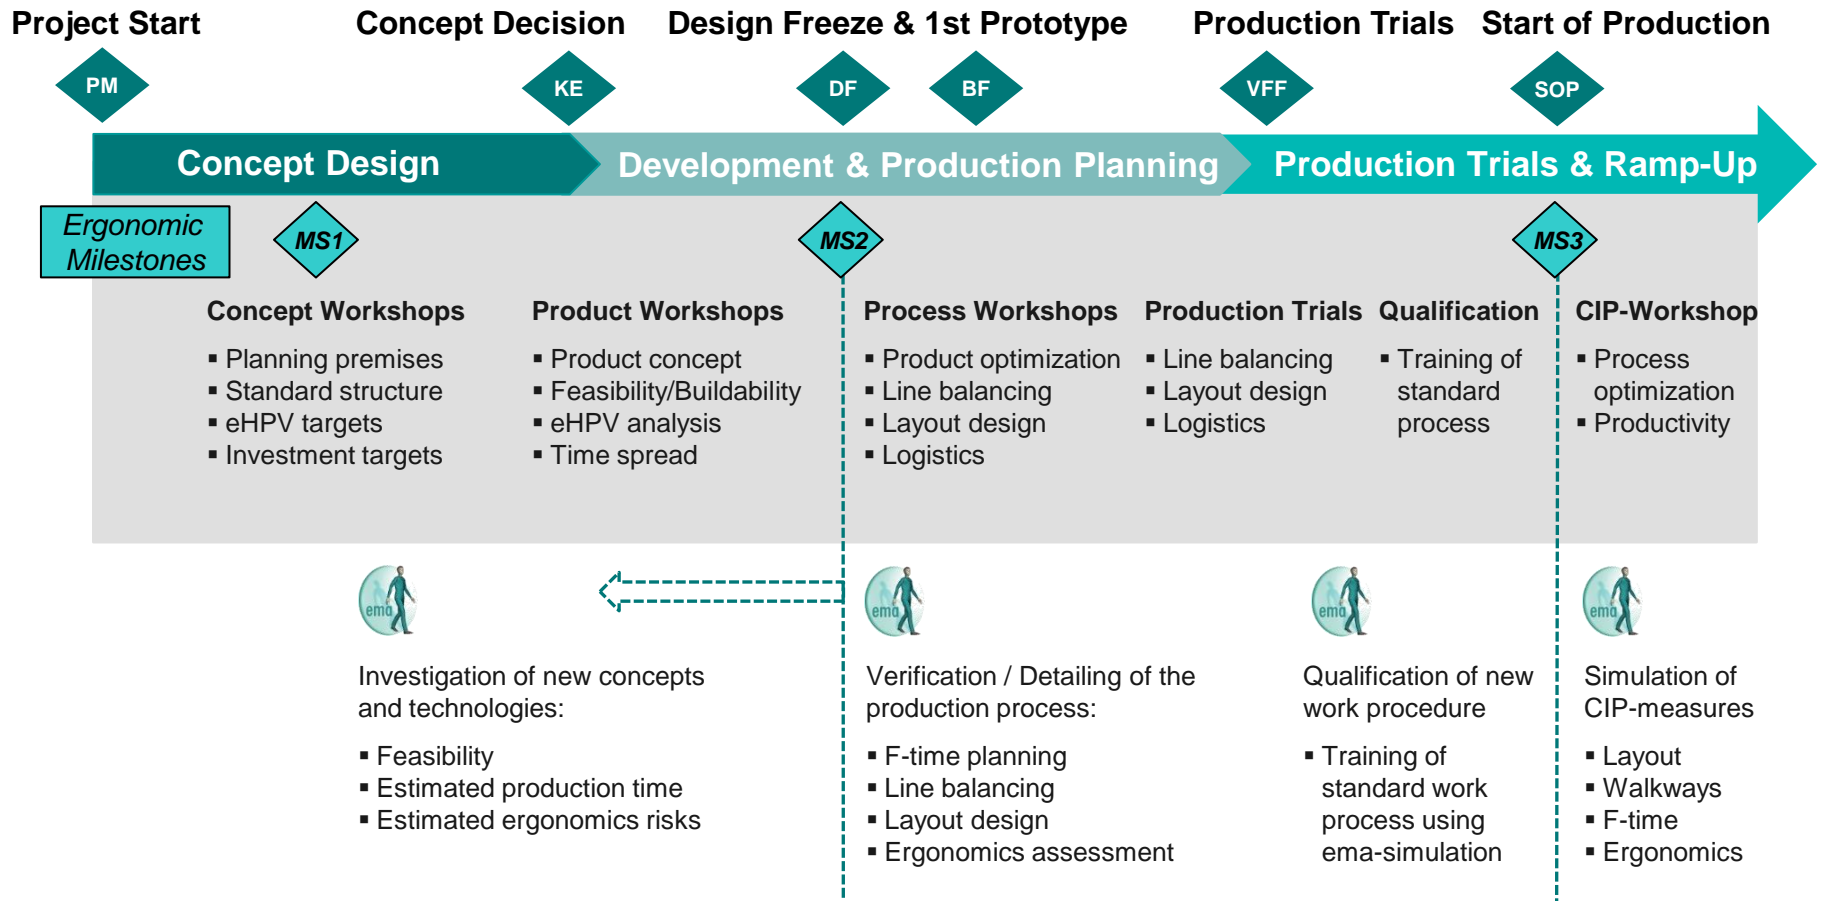 Project Start
Concept Decision
Design Freeze & 1st Prototype
Production Trials
Start of Production
PM
KE
DF
BF
VFF
SOP
Concept Design
Development & Production Planning
Production Trials & Ramp-Up
Ergonomic
Milestones
MS1
MS2
MS3
Concept Workshops
▪ Planning premises
▪ Standard structure
▪ eHPV targets
▪ Investment targets
Product Workshops
▪ Product concept
▪ Feasibility/Buildability
▪ eHPV analysis
▪ Time spread
Process Workshops
▪ Product optimization
▪ Line balancing
▪ Layout design
▪ Logistics
Production Trials
▪ Line balancing
▪ Layout design
▪ Logistics
Qualification
▪ Training of
standard
process
CIP-Workshop
▪ Process
optimization
▪ Productivity
ema
Investigation of new concepts
and technologies:
▪ Feasibility
▪ Estimated production time
▪ Estimated ergonomics risks
ema
Verification / Detailing of the
production process:
▪ F-time planning
▪ Line balancing
▪ Layout design
▪ Ergonomics assessment
ema
Qualification of new
work procedure
▪ Training of
standard work
process using
ema-simulation
ema
Simulation of
CIP-measures
▪ Layout
▪ Walkways
▪ F-time
▪ Ergonomics